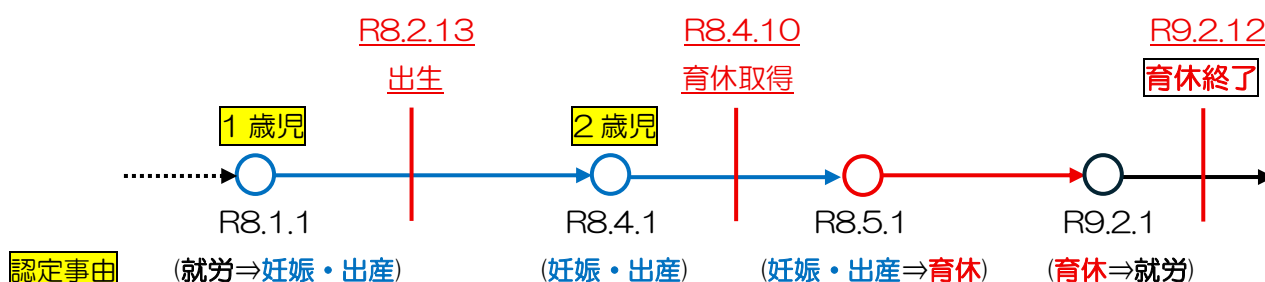 R8.2.13 R8.4.10 R9.2.12
出生 育休取得 育休終了
1歳児 2歳児
R8.1.1 R8.4.1 R8.5.1 R9.2.1
認定事由 (就労⇒妊娠・出産) (妊娠・出産) (妊娠・出産⇒育休) (育休⇒就労)